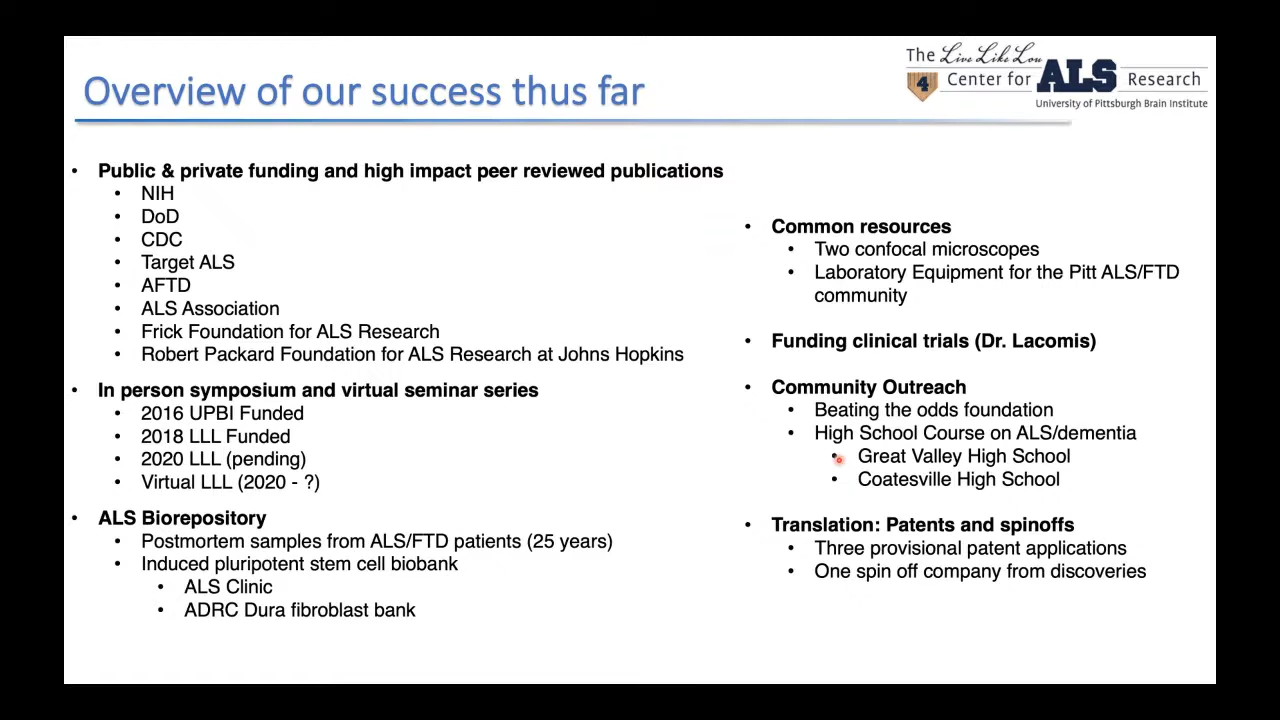 Overview of our success thus far
The Live Like Lou
4 Center for ALS Research
University of Pittsburgh Brain Institute
• Public & private funding and high impact peer reviewed publications
• NIH
• DoD
• CDC
• Target ALS
• AFTD
• ALS Association
• Frick Foundation for ALS Research
• Robert Packard Foundation for ALS Research at Johns Hopkins
• In person symposium and virtual seminar series
• 2016 UPBI Funded
• 2018 LLL Funded
• 2020 LLL (pending)
• Virtual LLL (2020 - ?)
• ALS Biorepository
• Postmortem samples from ALS/FTD patients (25 years)
• Induced pluripotent stem cell biobank
• ALS Clinic
• ADRC Dura fibroblast bank
• Common resources
• Two confocal microscopes
• Laboratory Equipment for the Pitt ALS/FTD
community
• Funding clinical trials (Dr. Lacomis)
• Community Outreach
• Beating the odds foundation
• High School Course on ALS/dementia
• Great Valley High School
• Coatesville High School
• Translation: Patents and spinoffs
• Three provisional patent applications
• One spin off company from discoveries